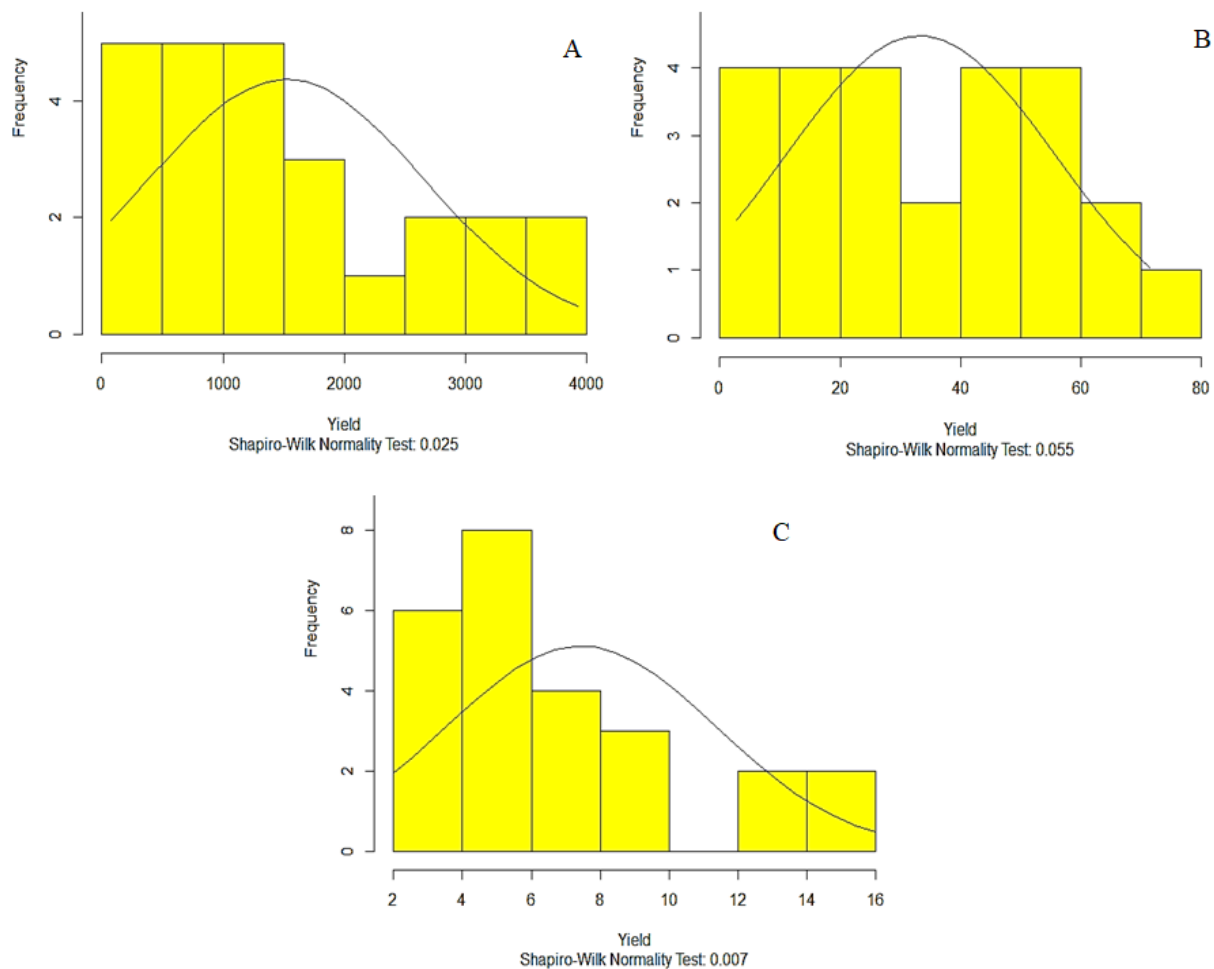 A
Frequency
4
2
0
0 1000 2000 3000 4000
Yield
Shapiro-Wilk Normality Test: 0.025
B
Frequency
4
3
2
1
0
0 20 40 60 80
Yield
Shapiro-Wilk Normality Test: 0.055
C
Frequency
8
6
4
2
0
2 4 6 8 10 12 14 16
Yield
Shapiro-Wilk Normality Test: 0.007